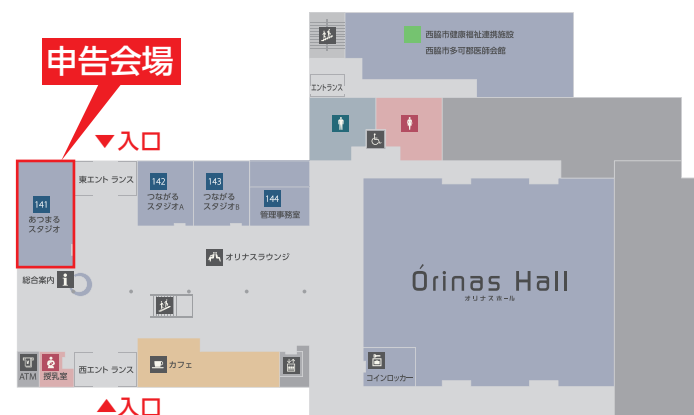 西脇市健康福祉連携施設
西脇市多可郡医師会館
申告会場
エントランス
▼入口
東エントランス
142
つながる
スタジオA
143
つながる
スタジオB
144
管理事務室
141
あつまる
スタジオ
オリナスラウンジ
総合案内
Órinas Hall
オリナスホール
ATM
授乳室
西エントランス
カフェ
コインロッカー
▲入口